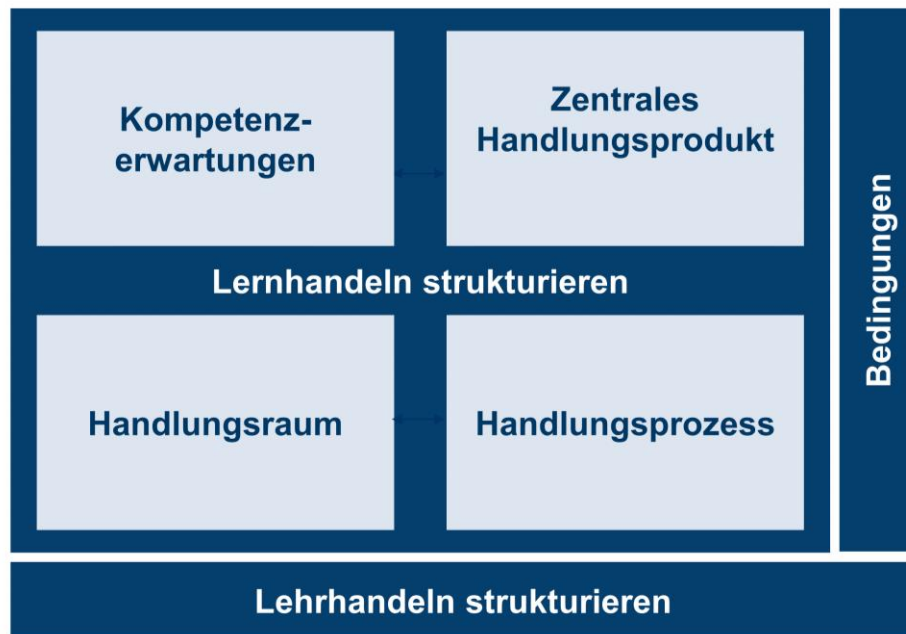 Kompetenz-
erwartungen
Zentrales
Handlungsprodukt
Lernhandeln strukturieren
Handlungsraum
Handlungsprozess
Bedingungen
Lehrhandeln strukturieren